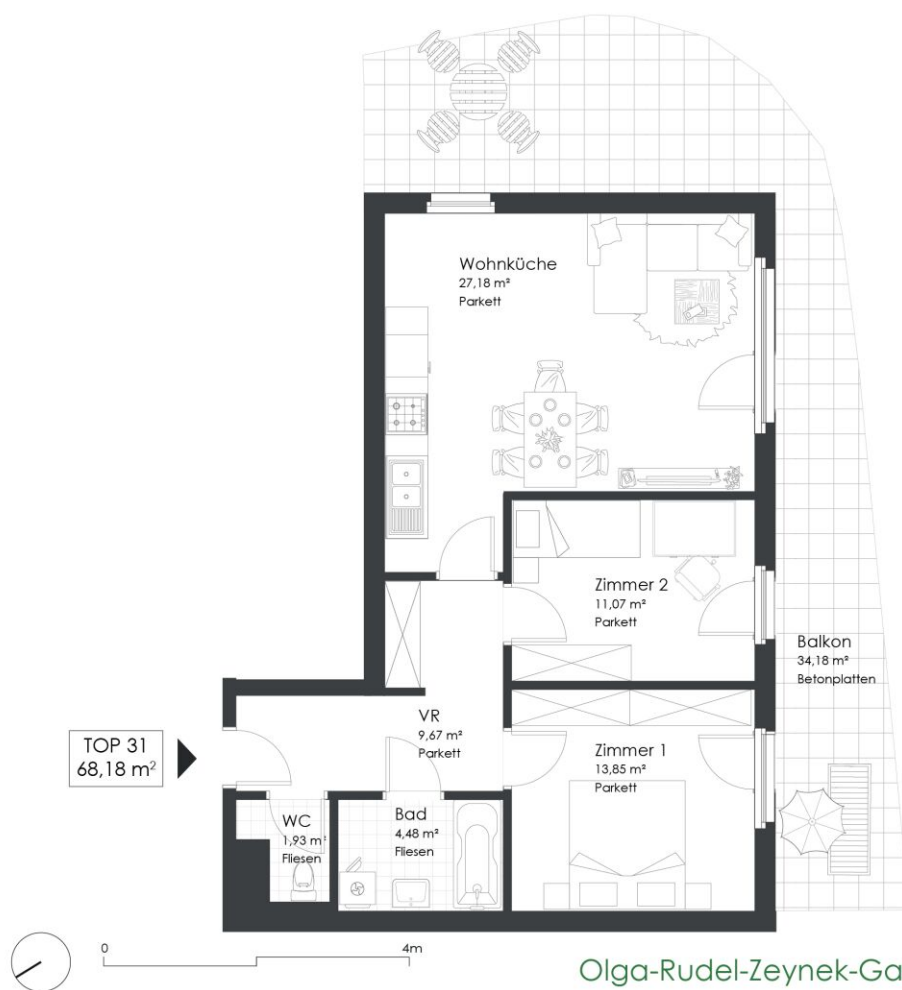 Wohnküche
27,18 m²
Parkett
Zimmer 2
11,07 m²
Parkett
Balkon
34,18 m²
Betonplatten
VR
9,67 m²
Parkett
TOP 31
68,18 m²
Zimmer 1
13,85 m²
Parkett
WC
1,93 m²
Fliesen
Bad
4,48 m²
Fliesen
0 4m
Olga-Rudel-Zeynek-Ga